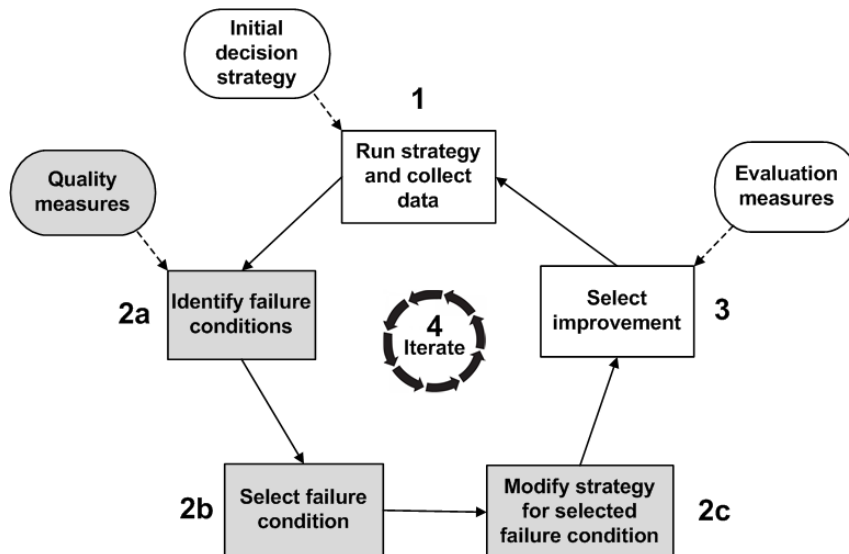 Initial
decision
strategy
1
Run strategy
and collect
data
Quality
measures
Evaluation
measures
2a
Identify failure
conditions
4
Iterate
Select
improvement
3
2b
Select failure
condition
Modify strategy
for selected
failure condition
2c